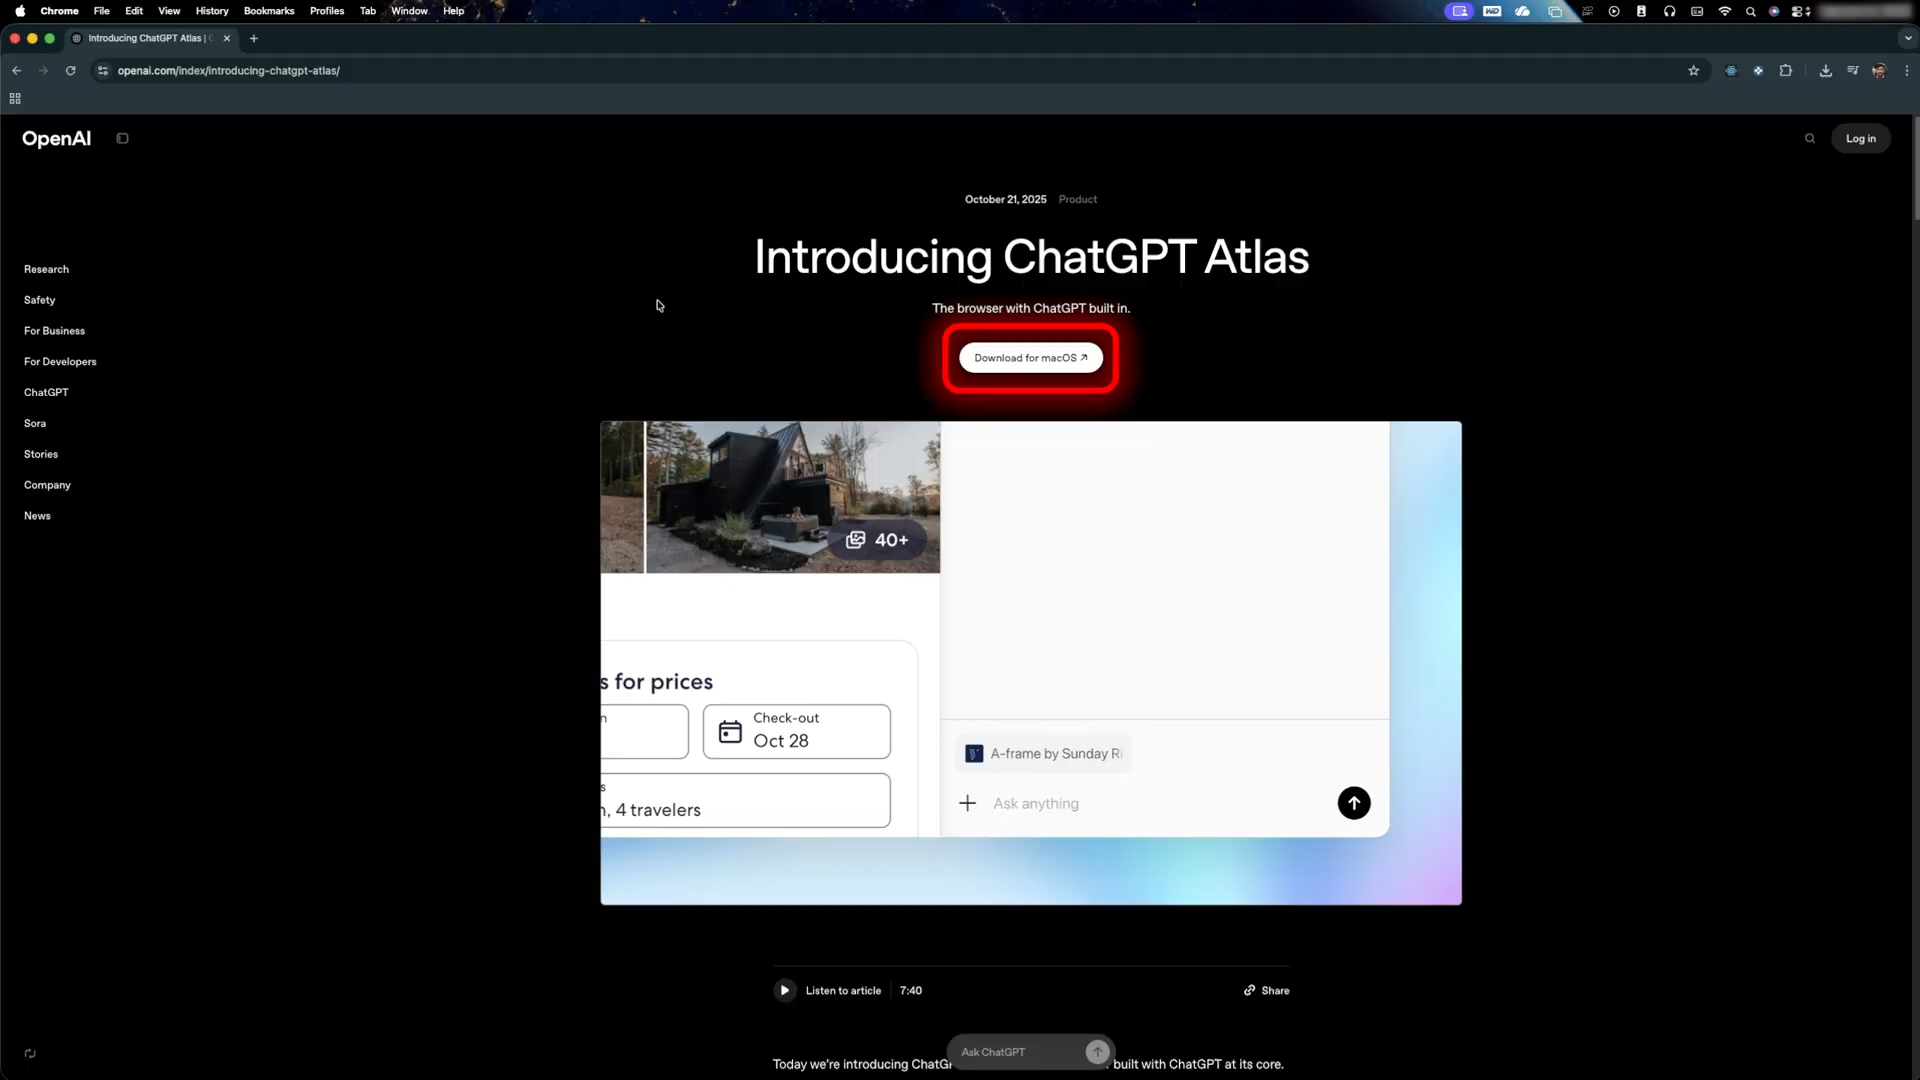 Chrome File Edit View History Bookmarks Profiles Tab Window Help
Introducing ChatGPT Atlas |
openai.com/index/introducing-chatgpt-atlas/
OpenAI
Log in
October 21, 2025 Product
Introducing ChatGPT Atlas
The browser with ChatGPT built in.
Download for macOS ↗
Research
Safety
For Business
For Developers
ChatGPT
Sora
Stories
Company
News
40+
s for prices
n
Check-out
Oct 28
s
n, 4 travelers
A-frame by Sunday Ri
Ask anything
Listen to article 7:40
Share
Ask ChatGPT
Today we're introducing ChatG built with ChatGPT at its core.